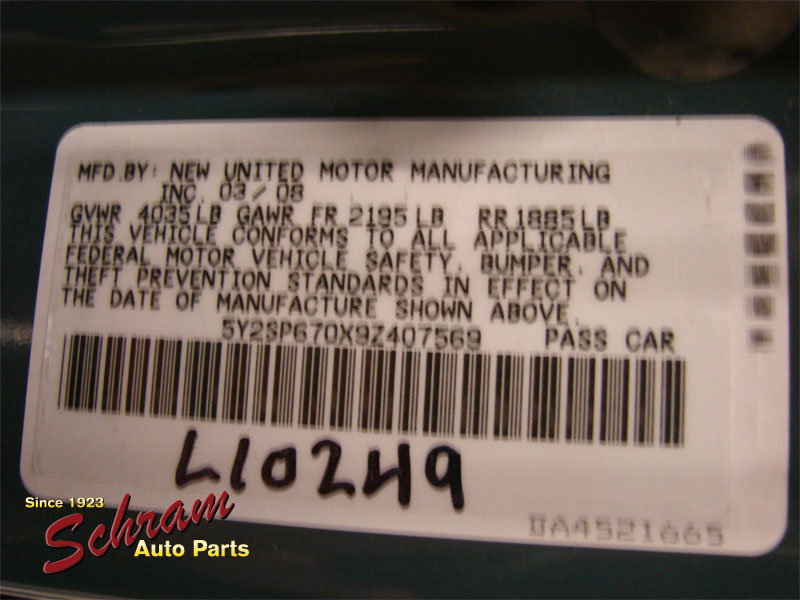 MFD.BY: NEW UNITED MOTOR MANUFACTURING
INC. 03/08
GVWR 4035LB GAWR FR 2195LB RR1885LB
THIS VEHICLE CONFORMS TO ALL APPLICABLE
FEDERAL MOTOR VEHICLE SAFETY, BUMPER, AND
THEFT PREVENTION STANDARDS IN EFFECT ON
THE DATE OF MANUFACTURE SHOWN ABOVE.
5Y2SP670X9Z407569 PASS CAR
L10249
BA4521665
Since 1923
Schram
Auto Parts